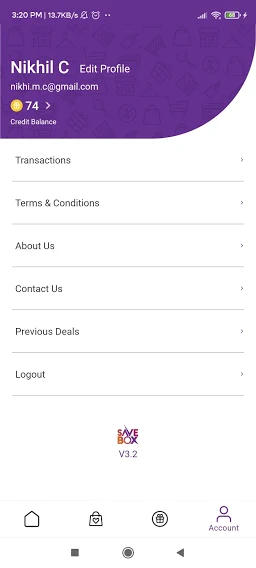 3:20 PM | 13.7KB/s
68
Nikhil C Edit Profile
nikhi.m.c@gmail.com
74
Credit Balance
Transactions
Terms & Conditions
About Us
Contact Us
Previous Deals
Logout
SAVE
BOX
V3.2
Account